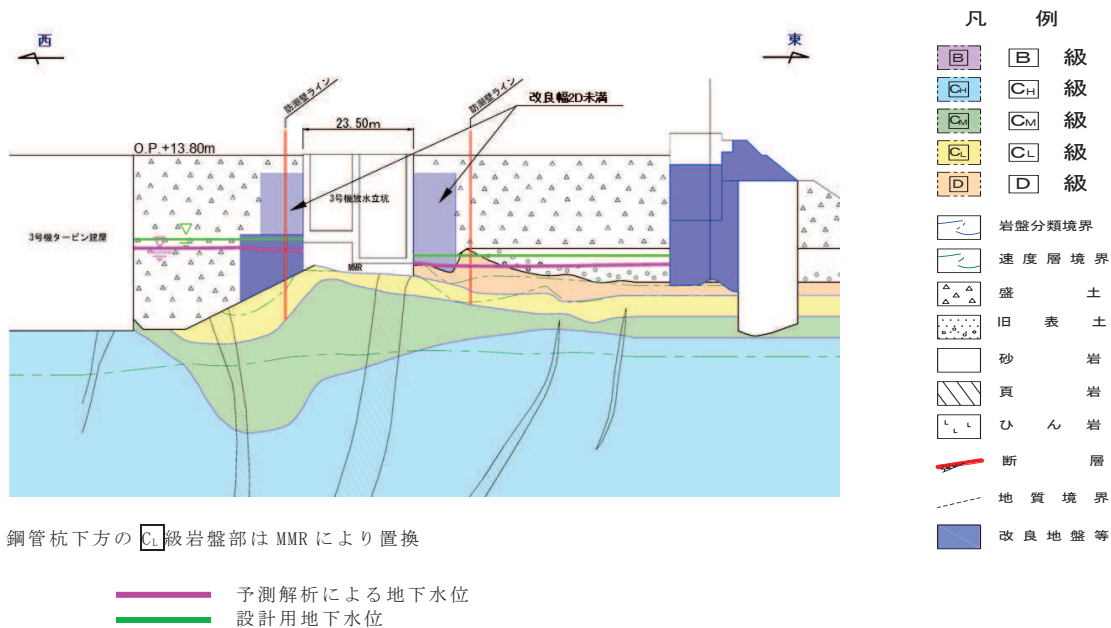 西
東
防潮壁ライン
防潮壁ライン
改良幅2D未満
23.50m
O.P.+13.80m
3号機放水立坑
3号機タービン建屋
MMR
鋼管杭下方の CL 級岩盤部は MMR により置換
予測解析による地下水位
設計用地下水位
凡 例
B B 級
CH CH 級
CM CM 級
CL CL 級
D D 級
岩盤分類境界
速度層境界
盛 土
旧 表 土
砂 岩
頁 岩
ひ ん 岩
断 層
地 質 境 界
改 良 地 盤 等